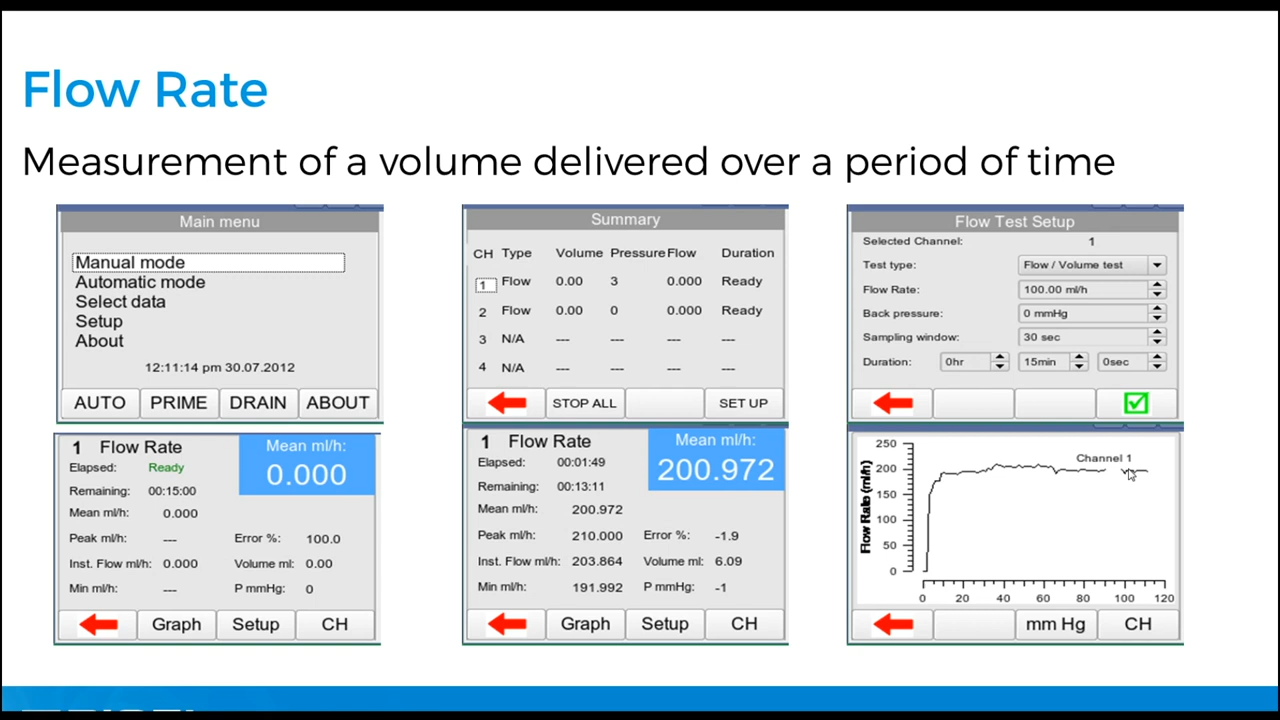 Flow Rate
Measurement of a volume delivered over a period of time
Main menu
Manual mode
Automatic mode
Select data
Setup
About
12:11:14 pm 30.07.2012
AUTO PRIME DRAIN ABOUT
Summary
CH Type Volume Pressure Flow Duration
1 Flow 0.00 3 0.000 Ready
2 Flow 0.00 0 0.000 Ready
3 N/A --- --- ---
4 N/A --- --- ---
STOP ALL SET UP
Flow Test Setup
Selected Channel: 1
Test type: Flow / Volume test
Flow Rate: 100.00 ml/h
Back pressure: 0 mmHg
Sampling window: 30 sec
Duration: 0hr 15min 0sec
1 Flow Rate Mean ml/h:
Elapsed: Ready 0.000
Remaining: 00:15:00
Mean ml/h: 0.000
Peak ml/h: --- Error %: 100.0
Inst. Flow ml/h: 0.000 Volume ml: 0.00
Min ml/h: --- P mmHg: 0
Graph Setup CH
1 Flow Rate Mean ml/h:
Elapsed: 00:01:49 200.972
Remaining: 00:13:11
Mean ml/h: 200.972
Peak ml/h: 210.000 Error %: -1.9
Inst. Flow ml/h: 203.864 Volume ml: 6.09
Min ml/h: 191.992 P mmHg: -1
Graph Setup CH
Channel 1
Flow Rate (ml/h)
250
200
150
100
50
0
0 20 40 60 80 100 120
mm Hg CH